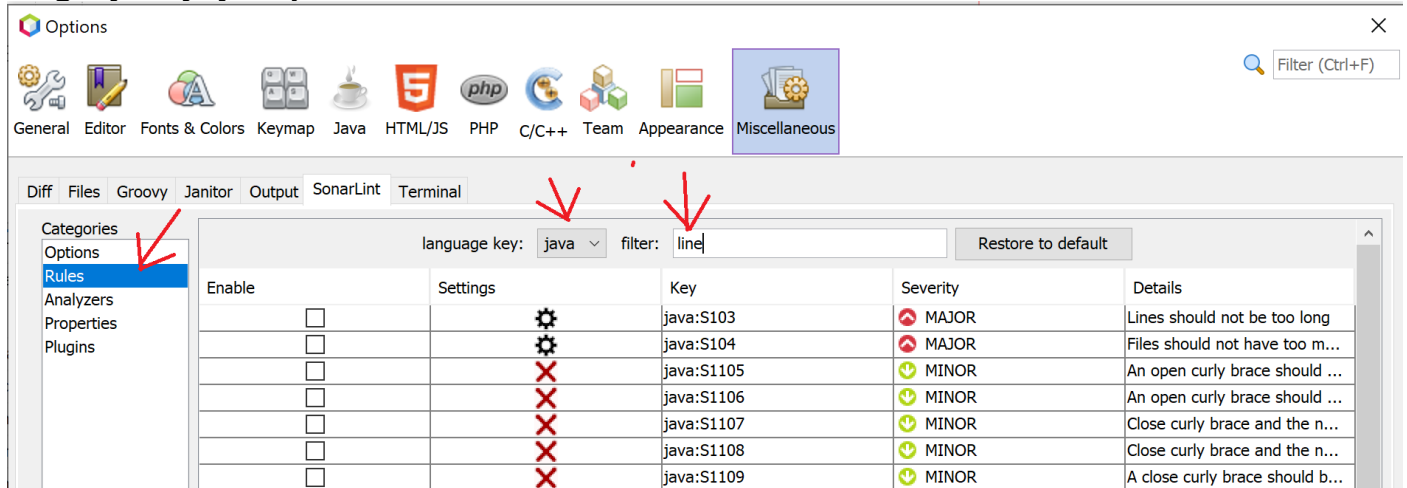 Options
Filter (Ctrl+F)
General Editor Fonts & Colors Keymap Java HTML/JS PHP C/C++ Team Appearance Miscellaneous
Diff Files Groovy Janitor Output SonarLint Terminal
Categories
Options
Rules
Analyzers
Properties
Plugins
language key: java filter: line Restore to default
Enable Settings Key Severity Details
java:S103 MAJOR Lines should not be too long
java:S104 MAJOR Files should not have too m...
java:S1105 MINOR An open curly brace should ...
java:S1106 MINOR An open curly brace should ...
java:S1107 MINOR Close curly brace and the n...
java:S1108 MINOR Close curly brace and the n...
java:S1109 MINOR A close curly brace should b...